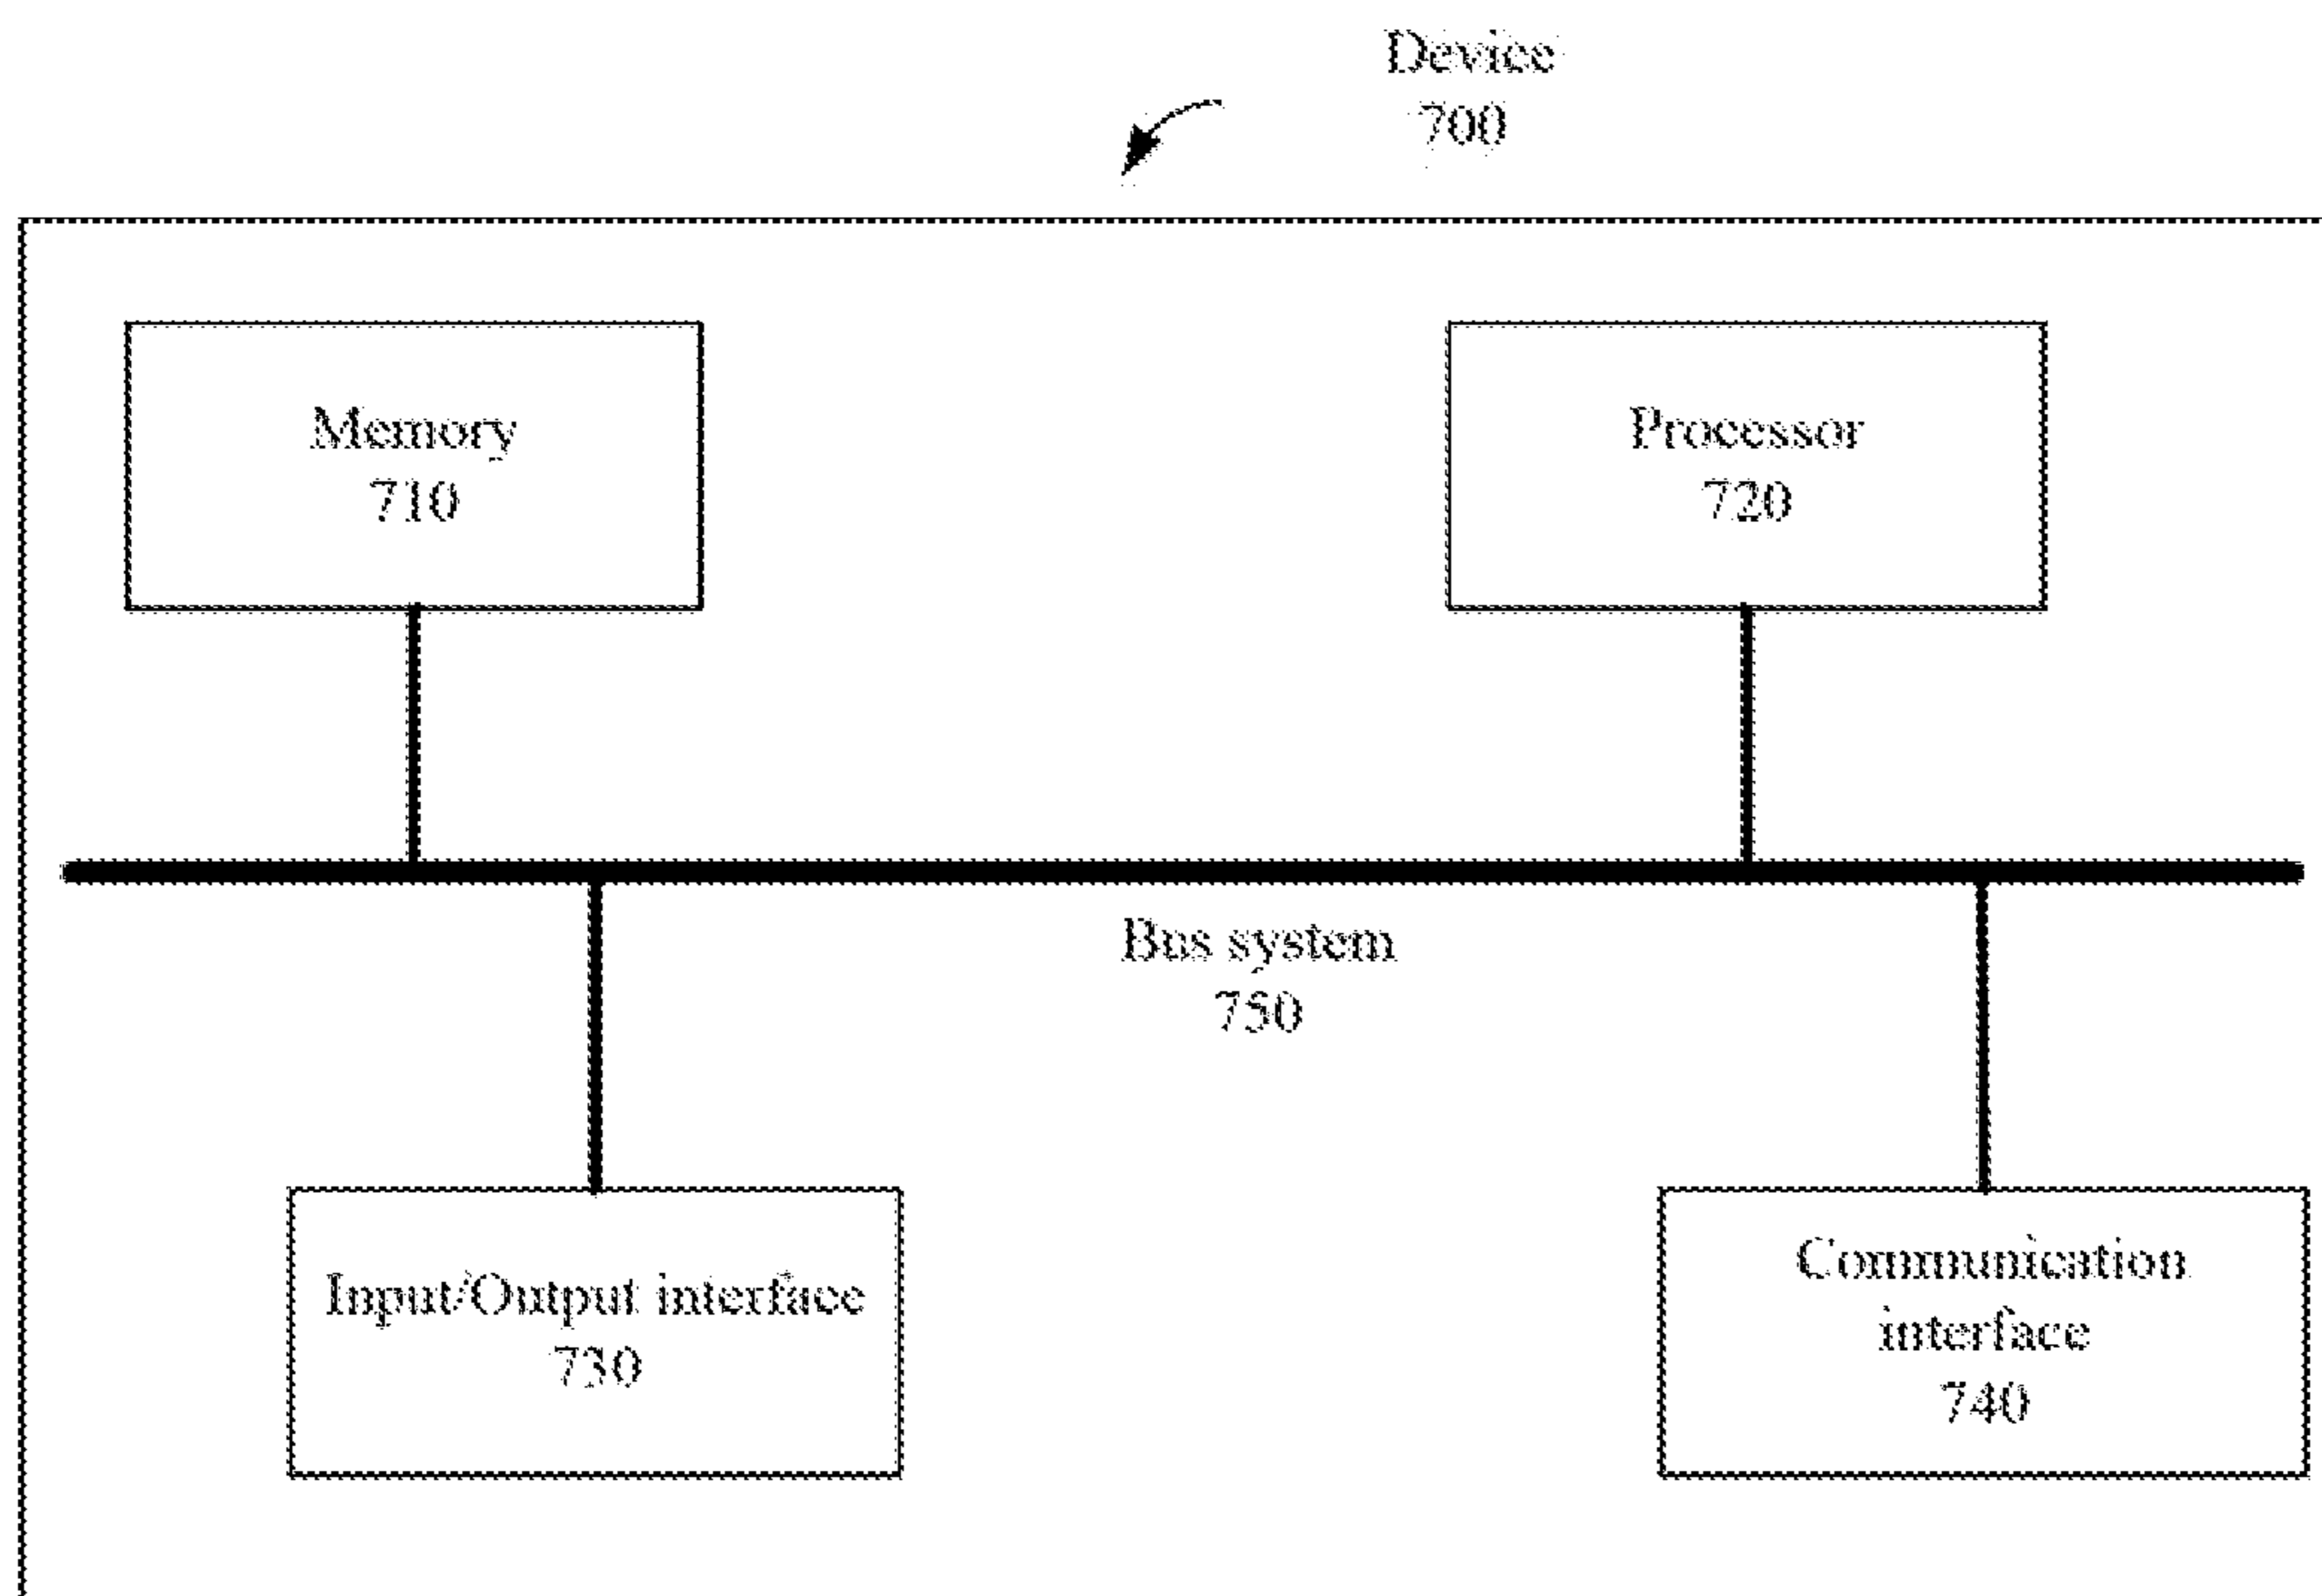 Device
700
Memory
710
Processor
720
Bus system
750
Input/Output interface
730
Communication
interface
740